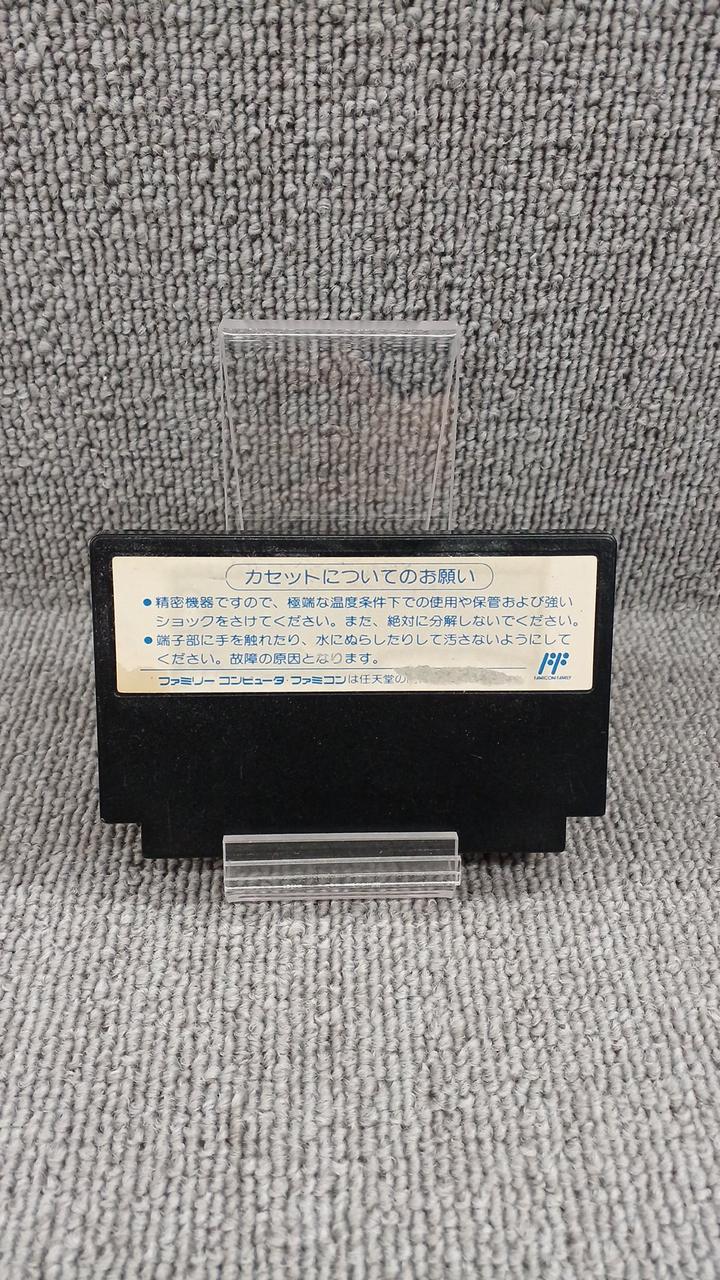 カセットについてのお願い
●精密機器ですので、極端な温度条件下での使用や保管および強い
ショックをさけてください。また、絶対に分解しないでください。
●端子部に手を触れたり、水にぬらしたりして汚さないようにして
ください。故障の原因となります。
FAMICOM FAMILY
ファミリー コンピュータ・ファミコンは任天堂の